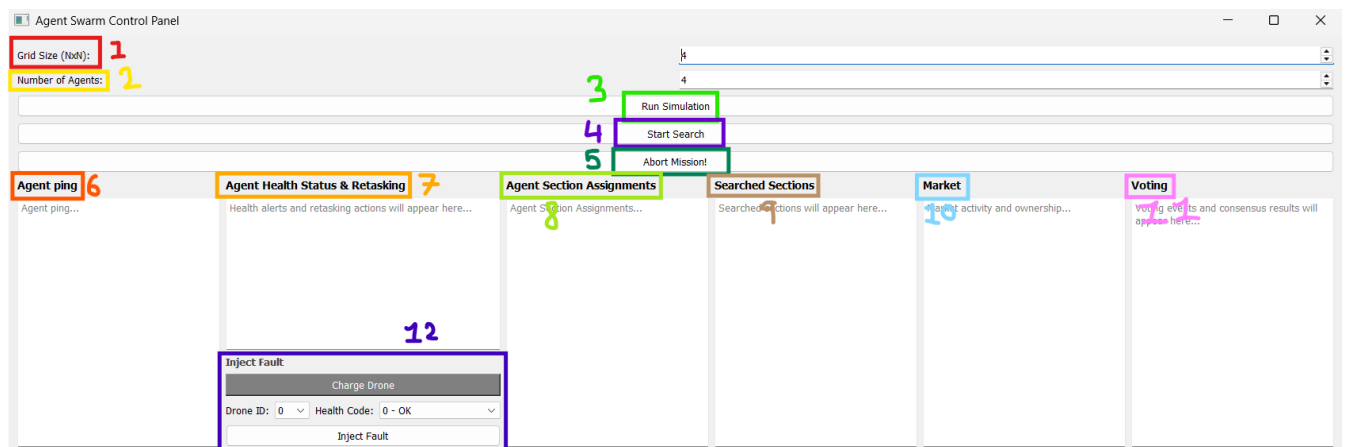 Agent Swarm Control Panel
Grid Size (NxN): 1 4
Number of Agents: 2 4
3 Run Simulation
4 Start Search
5 Abort Mission!
Agent ping 6 Agent Health Status & Retasking 7 Agent Section Assignments Searched Sections Market Voting
Agent ping... Health alerts and retasking actions will appear here... Agent Section Assignments... Searched Sections will appear here... Market activity and ownership... Voting events and consensus results will
appear here...
8 9 10 11
12
Inject Fault
Charge Drone
Drone ID: 0 Health Code: 0 - OK
Inject Fault